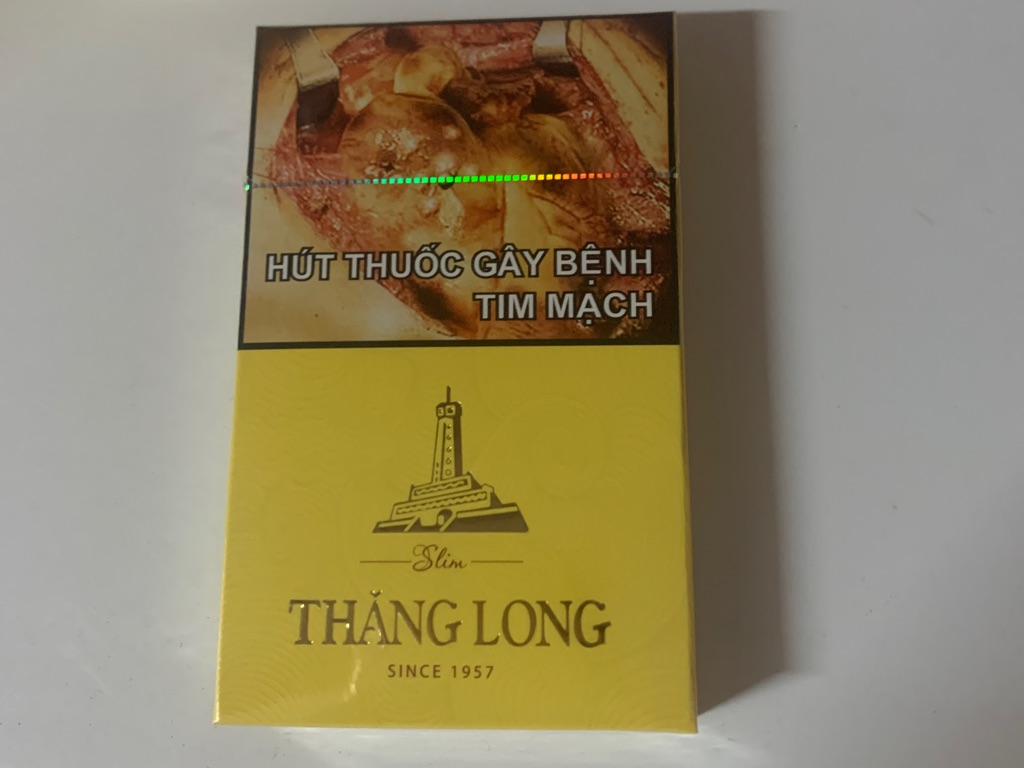 HÚT THUỐC GÂY BỆNH
TIM MẠCH
Slim
THĂNG LONG
SINCE 1957